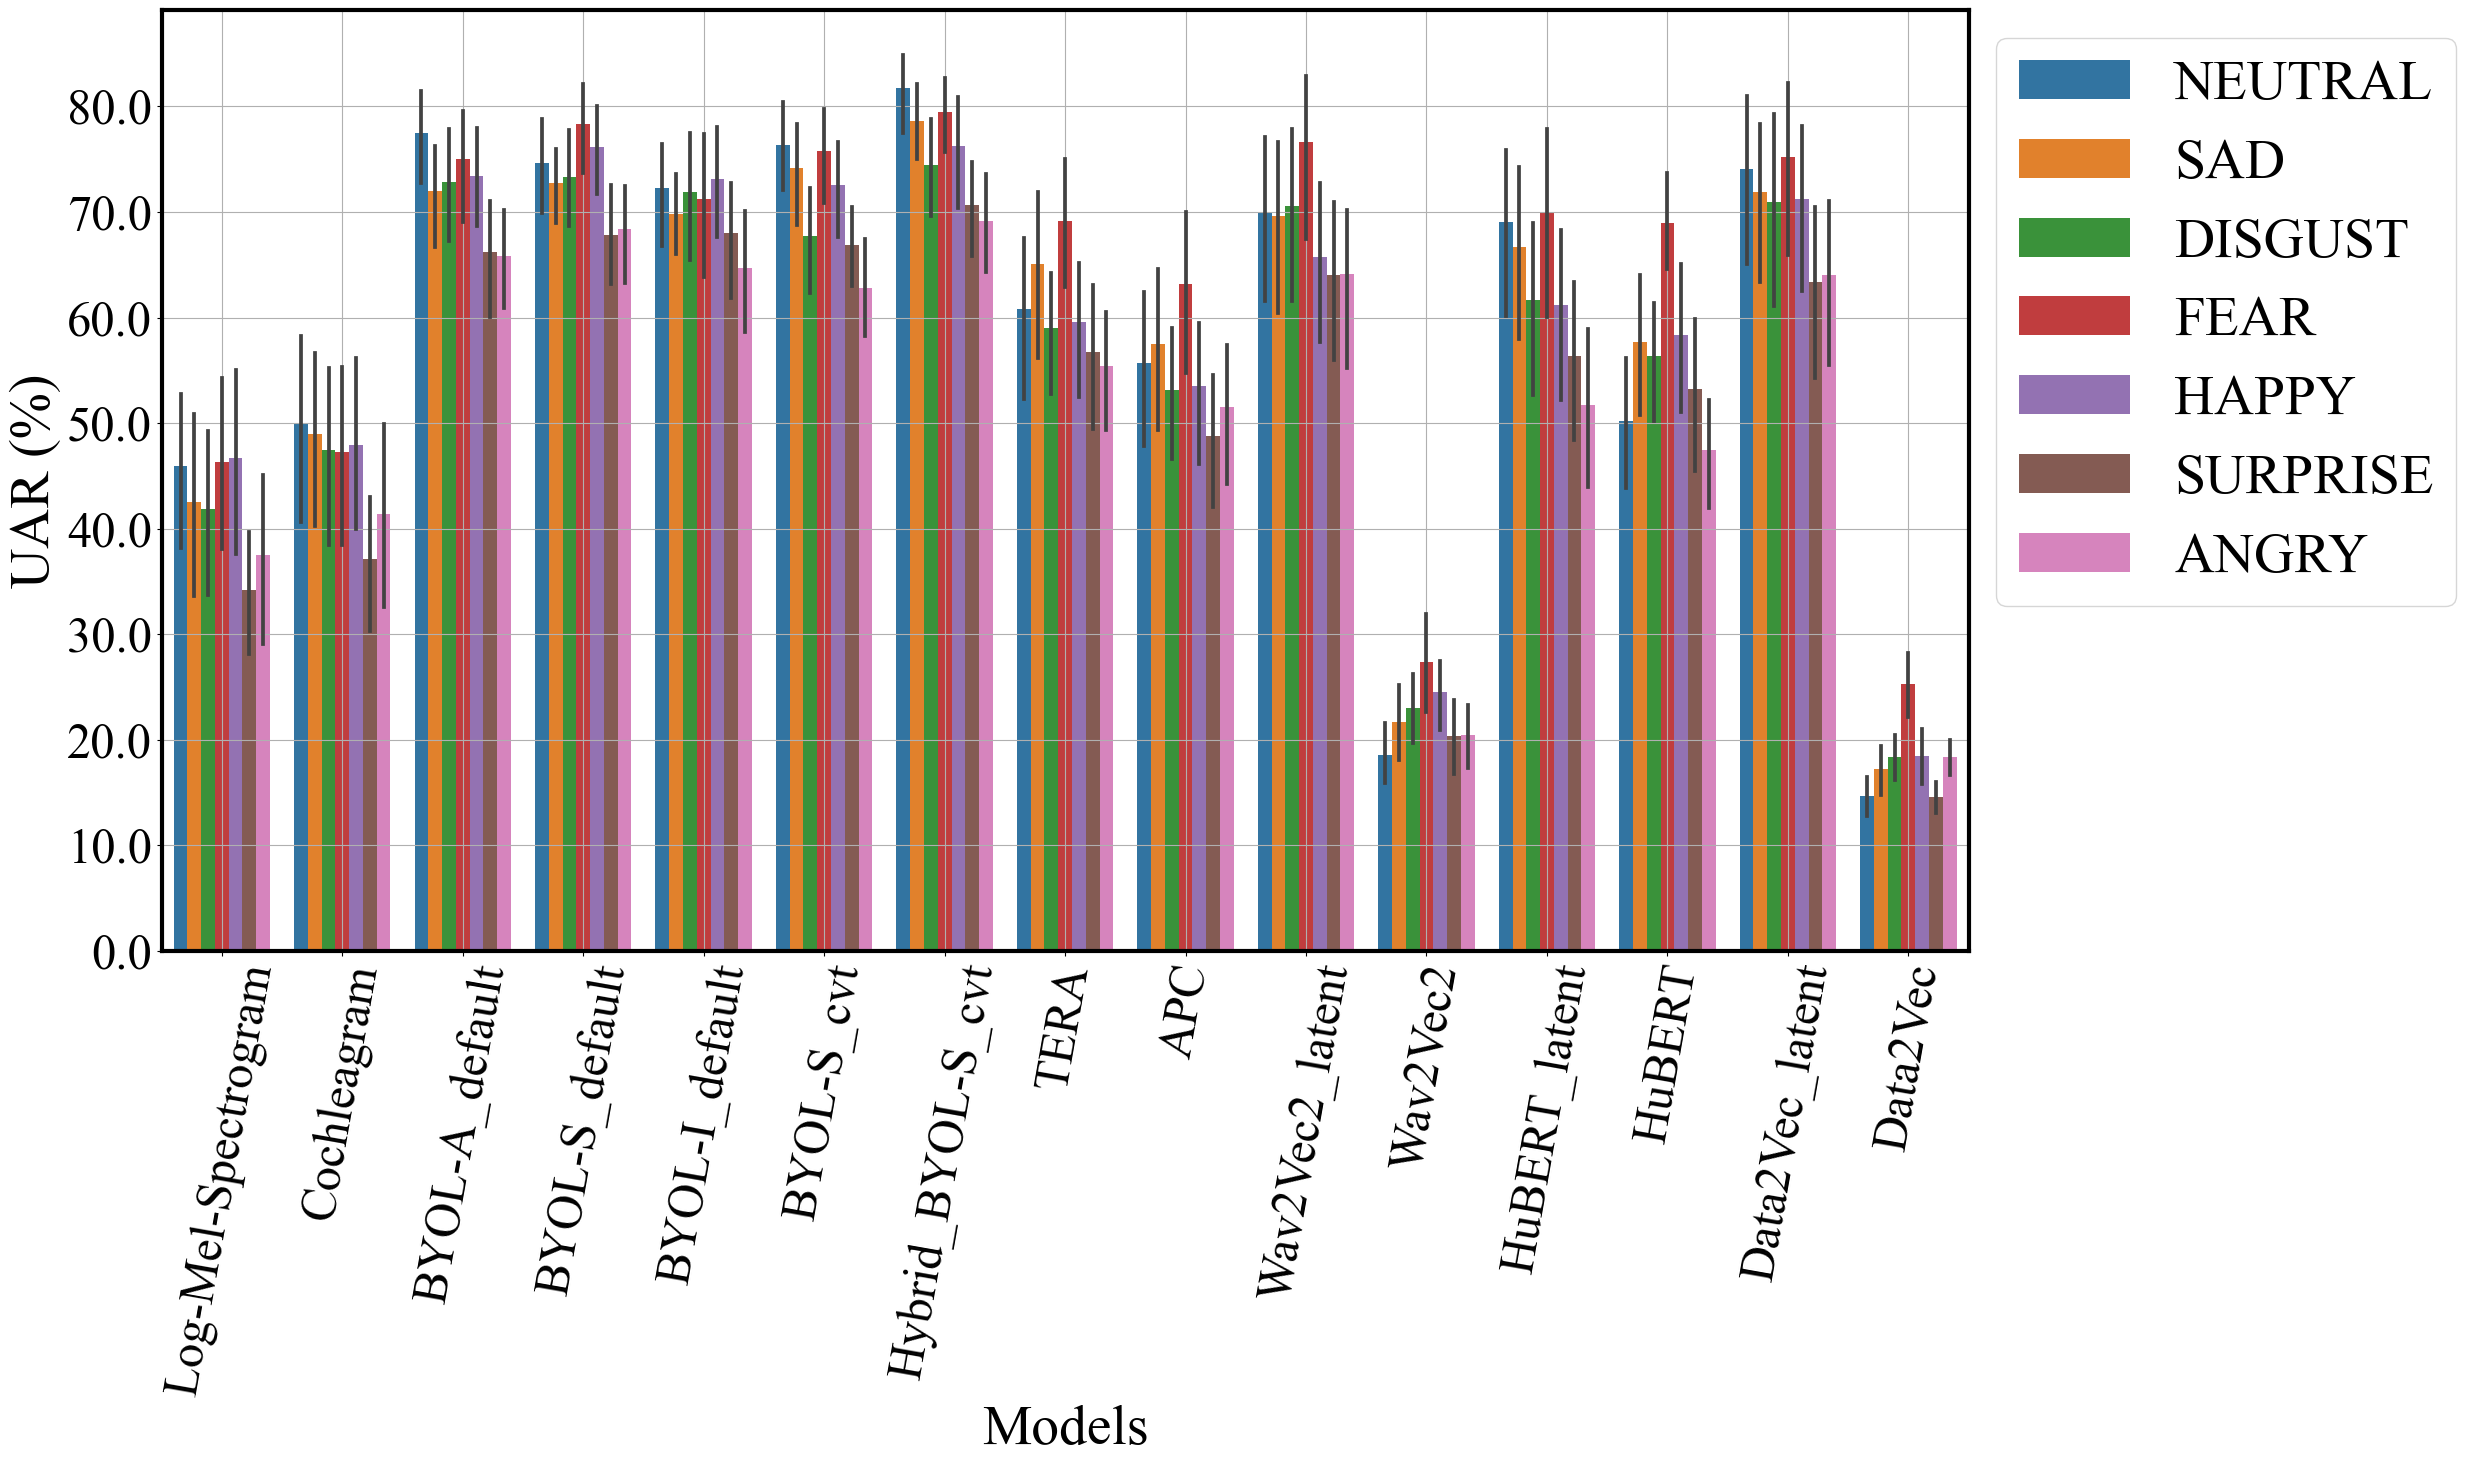 UAR (%)
80.0
70.0
60.0
50.0
40.0
30.0
20.0
10.0
0.0
Log-Mel-Spectrogram
Cochleagram
BYOL-A_default
BYOL-S_default
BYOL-I_default
BYOL-S_cvt
Hybrid_BYOL-S_cvt
TERA
APC
Wav2Vec2_latent
Wav2Vec2
HuBERT_latent
HuBERT
Data2Vec_latent
Data2Vec
Models
NEUTRAL
SAD
DISGUST
FEAR
HAPPY
SURPRISE
ANGRY